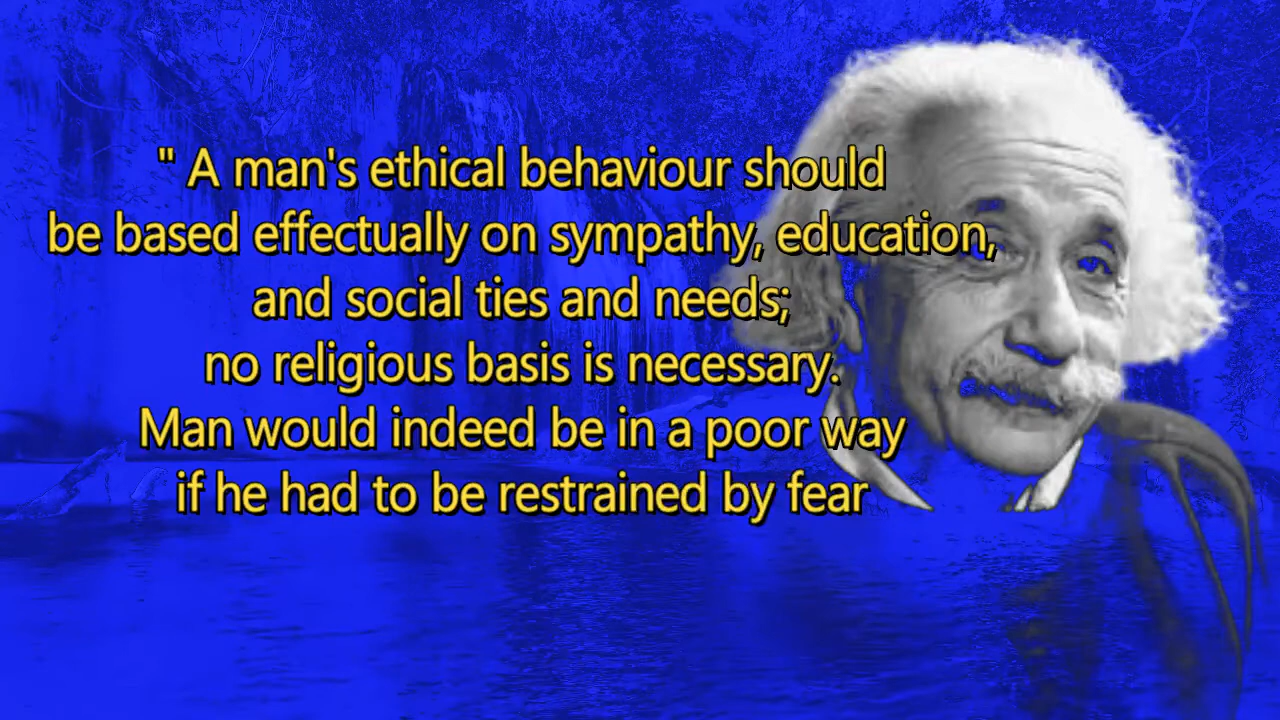 " A man's ethical behaviour should
be based effectually on sympathy, education,
and social ties and needs;
no religious basis is necessary.
Man would indeed be in a poor way
if he had to be restrained by fear